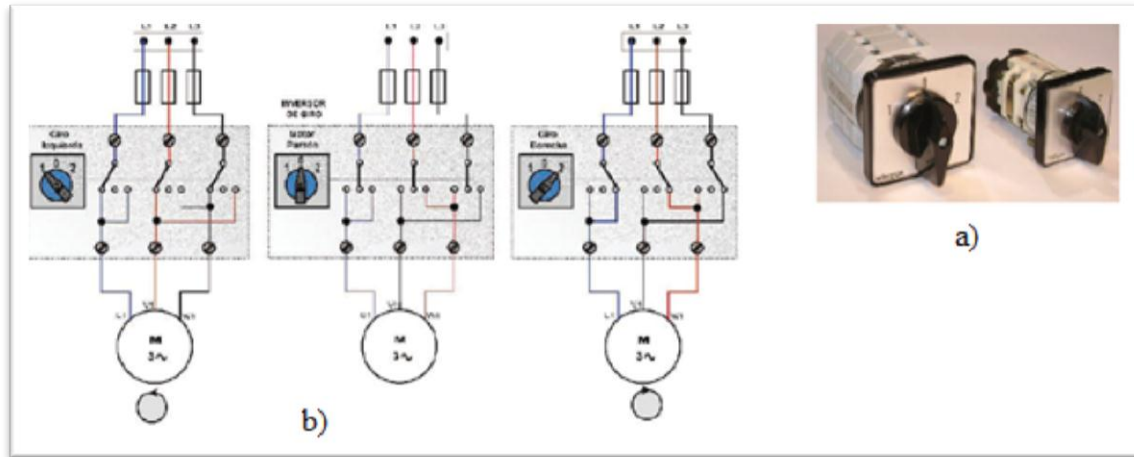 L1 L2 L3
L1 L2 L3
L1 L2 L3
INVERSOR
DE GIRO
Giro
Izquierda
1 0 2
Motor
Parado
1 0 2
Giro
Derecha
1 0 2
U1 V1 W1
M
3
U1 V1 W1
M
3
U1 V1 W1
M
3
b)
1 2
2
a)